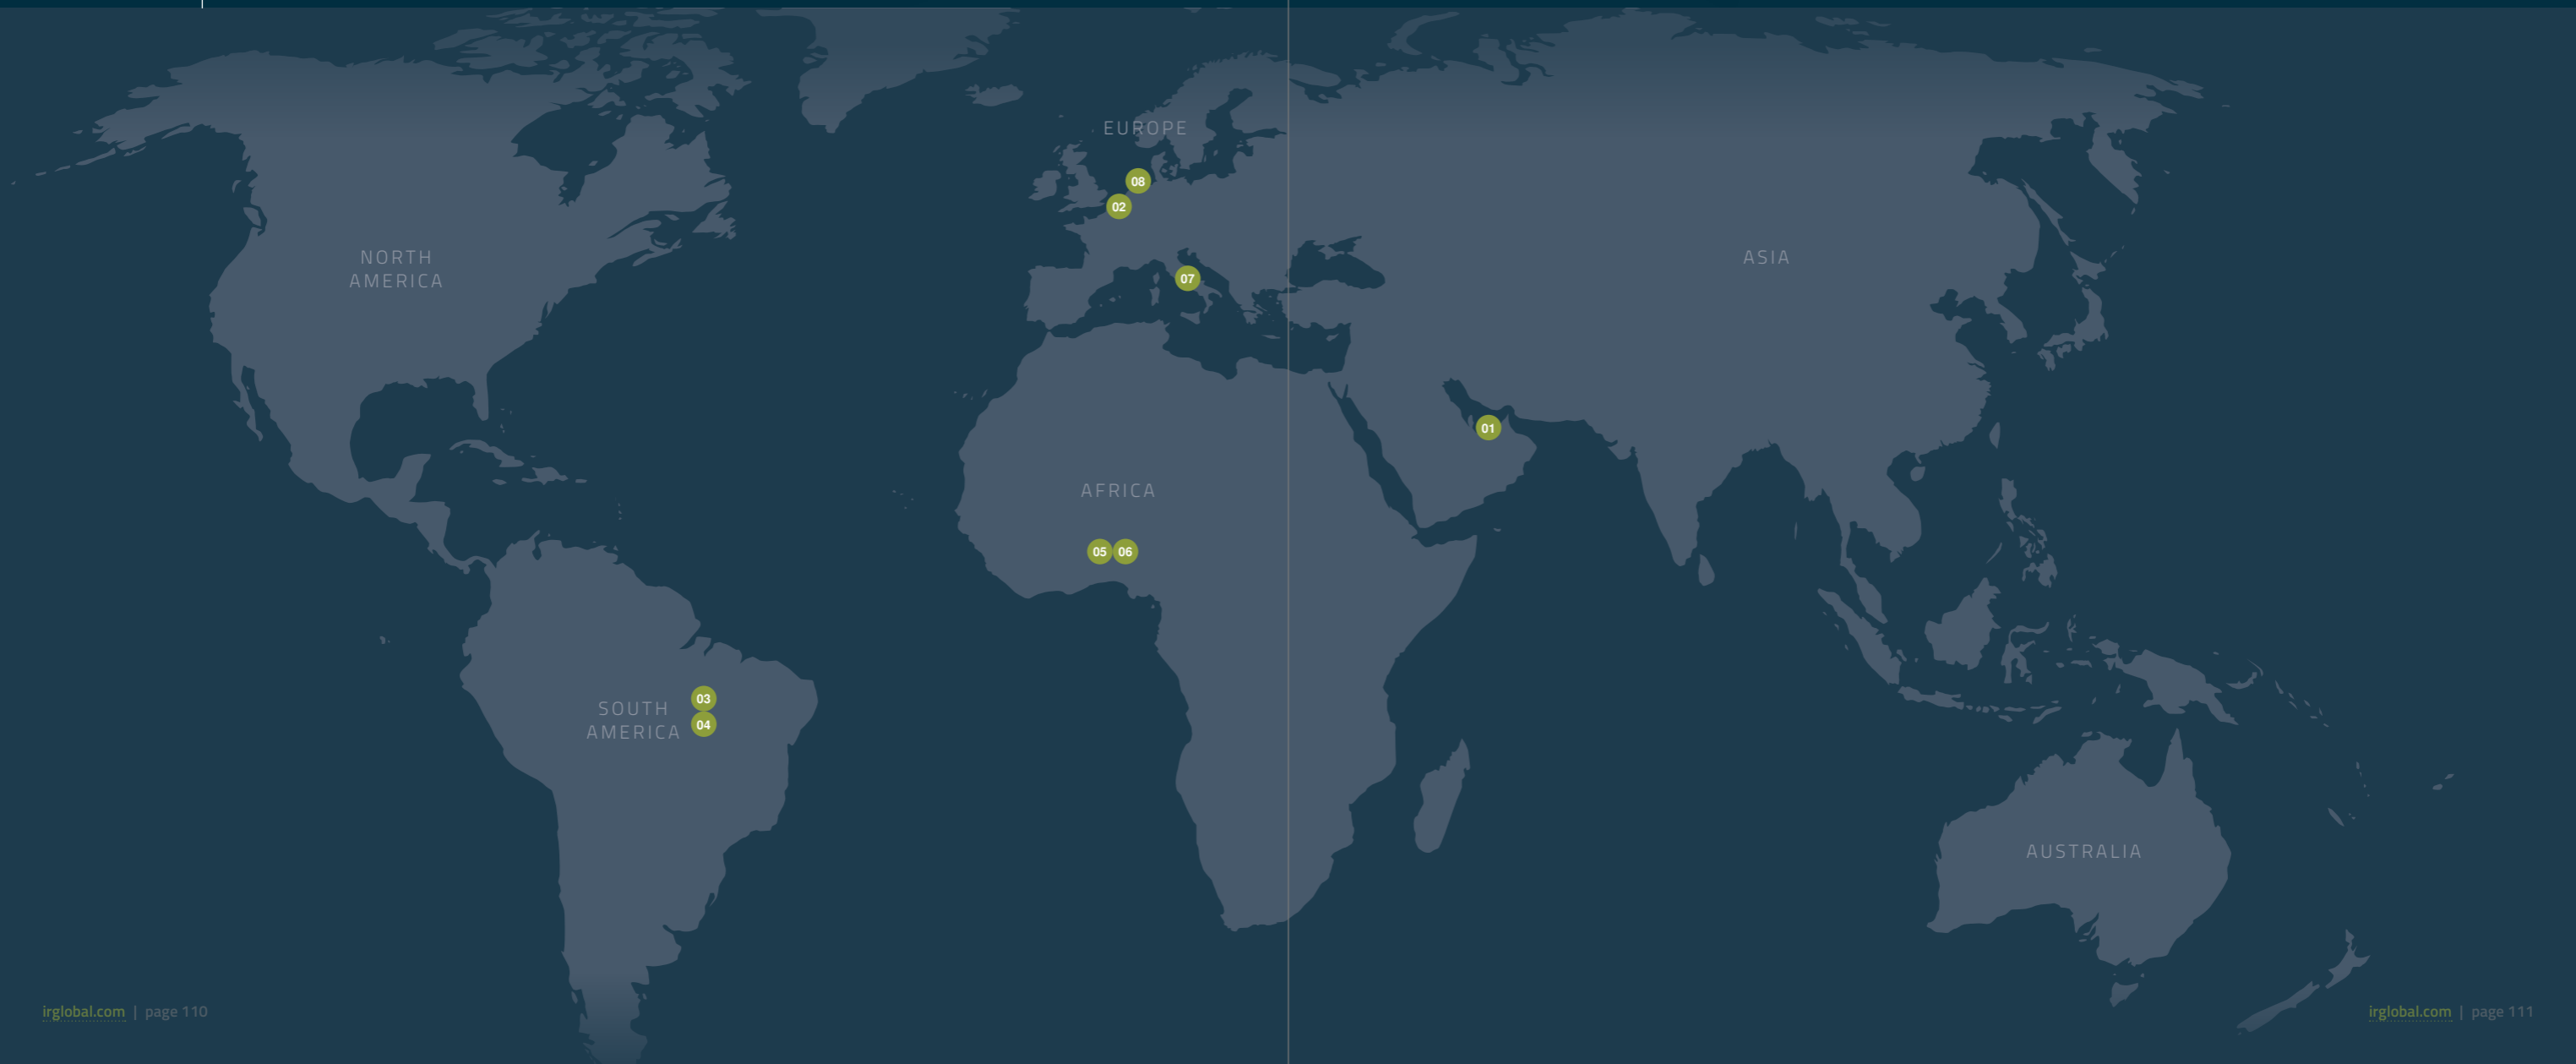 EUROPE
08
02
NORTH
AMERICA
ASIA
07
01
AFRICA
05
06
03
SOUTH
AMERICA
04
AUSTRALIA
irglobal.com | page 110
irglobal.com | page 111